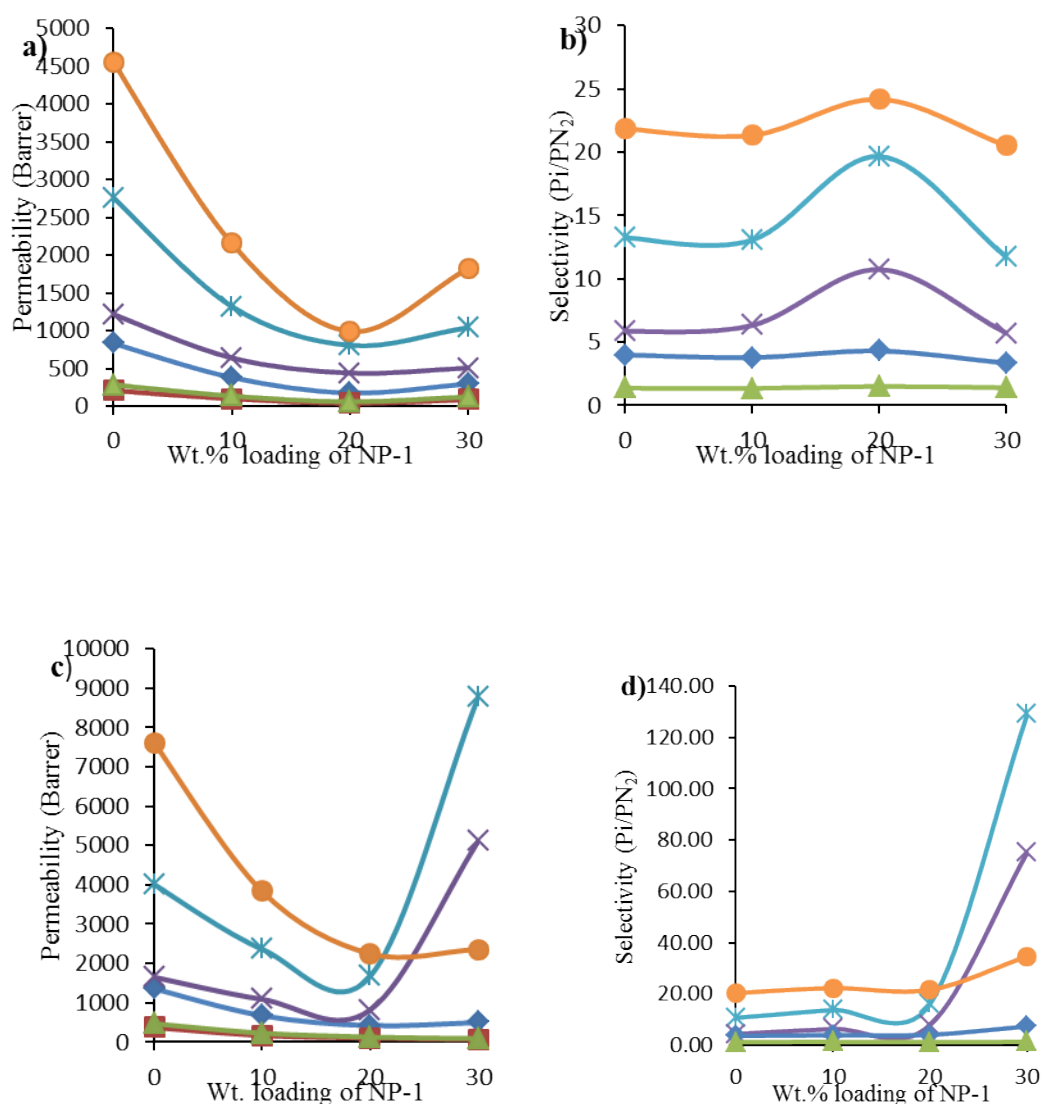 a)
Permeability (Barrer)
5000
4500
4000
3500
3000
2500
2000
1500
1000
500
0
0 10 20 30
Wt.% loading of NP-1
b)
Selectivity (Pi/PN₂)
30
25
20
15
10
5
0
0 10 20 30
Wt.% loading of NP-1
c)
Permeability (Barrer)
10000
9000
8000
7000
6000
5000
4000
3000
2000
1000
0
0 10 20 30
Wt. loading of NP-1
d)
Selectivity (Pi/PN₂)
140.00
120.00
100.00
80.00
60.00
40.00
20.00
0.00
0 10 20 30
Wt.% loading of NP-1